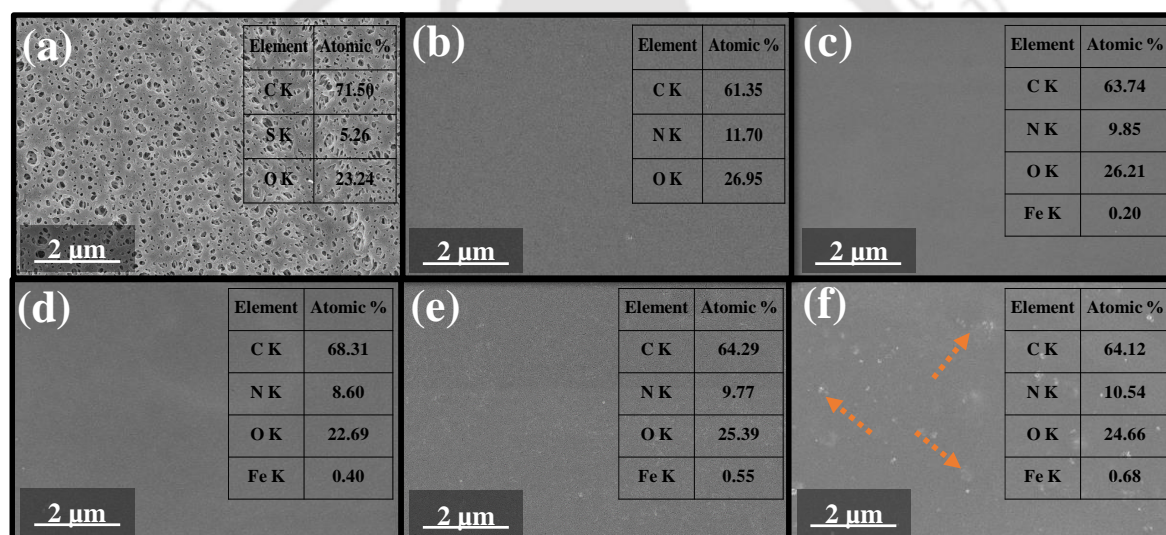 (a)
Element Atomic %
C K 71.50
S K 5.26
O K 23.24
2 µm
(b)
Element Atomic %
C K 61.35
N K 11.70
O K 26.95
2 µm
(c)
Element Atomic %
C K 63.74
N K 9.85
O K 26.21
Fe K 0.20
2 µm
(d)
Element Atomic %
C K 68.31
N K 8.60
O K 22.69
Fe K 0.40
2 µm
(e)
Element Atomic %
C K 64.29
N K 9.77
O K 25.39
Fe K 0.55
2 µm
(f)
Element Atomic %
C K 64.12
N K 10.54
O K 24.66
Fe K 0.68
2 µm